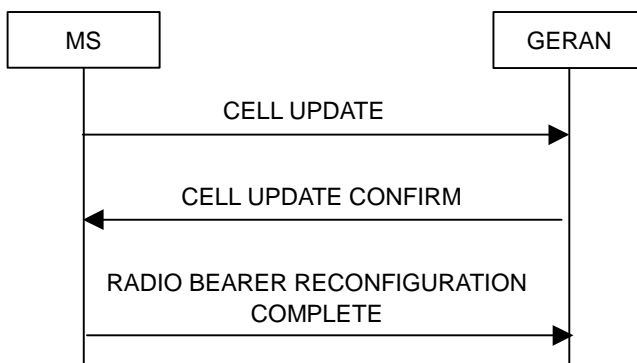 MS
GERAN
CELL UPDATE
CELL UPDATE CONFIRM
RADIO BEARER RECONFIGURATION
COMPLETE